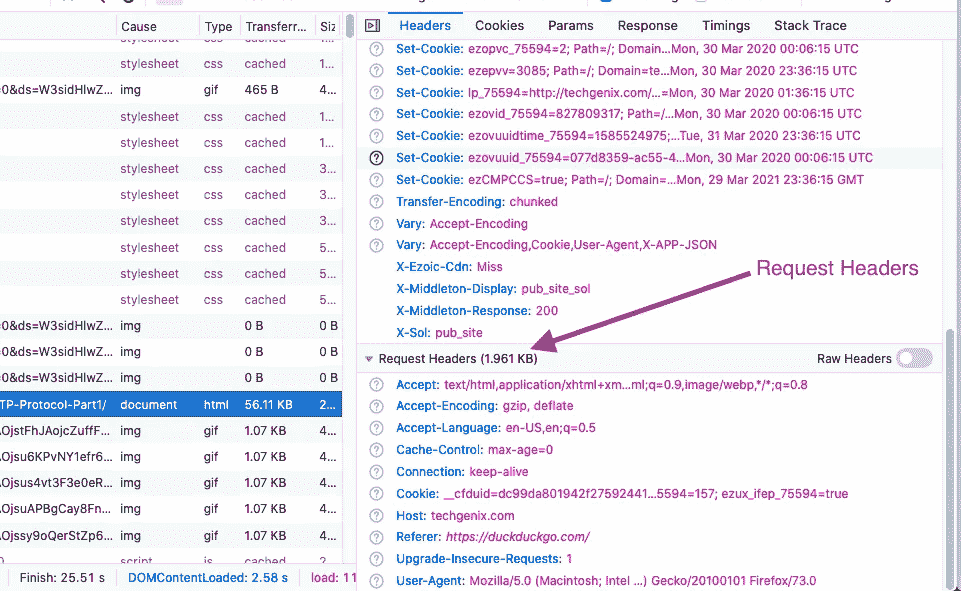 Cause Type Transferr... Siz
stylesheet css cached
stylesheet css cached 1...
=0&ds=W3sidHlwZ... img gif 465 B 4...
stylesheet css cached 1...
stylesheet css cached 1...
stylesheet css cached 3...
stylesheet css cached 3...
stylesheet css cached 3...
stylesheet css cached 5...
stylesheet css cached 5...
stylesheet css cached 5...
=0&ds=W3sidHlwZ... img 0 B 0 B
=0&ds=W3sidHlwZ... img 0 B 0 B
=0&ds=W3sidHlwZ... img 0 B 0 B
TP-Protocol-Part1/ document html 56.11 KB 2...
OjstFhJAojcZuffF... img gif 1.07 KB 4...
Ojsu6KPvNY1efr6... img gif 1.07 KB 4...
Ojsus4vt3F3e0eR... img gif 1.07 KB 4...
OjsuAPBgCay8Fn... img gif 1.07 KB 4...
Ojssy9oQerStZp6... img gif 1.07 KB 4...
script js cached 2
Finish: 25.51 s DOMContentLoaded: 2.58 s load: 11
Headers Cookies Params Response Timings Stack Trace
Set-Cookie: ezopvc_75594=2; Path=/; Domain...Mon, 30 Mar 2020 00:06:15 UTC
Set-Cookie: ezepvv=3085; Path=/; Domain=te...Mon, 30 Mar 2020 23:36:15 UTC
Set-Cookie: lp_75594=http://techgenix.com/...=Mon, 30 Mar 2020 01:36:15 UTC
Set-Cookie: ezovid_75594=827809317; Path=/...Mon, 30 Mar 2020 00:06:15 UTC
Set-Cookie: ezovuuidtime_75594=1585524975;...Tue, 31 Mar 2020 23:36:15 UTC
Set-Cookie: ezovuuid_75594=077d8359-ac55-4...Mon, 30 Mar 2020 00:06:15 UTC
Set-Cookie: ezCMPCCS=true; Path=/; Domain=...Mon, 29 Mar 2021 23:36:15 GMT
Transfer-Encoding: chunked
Vary: Accept-Encoding
Vary: Accept-Encoding,Cookie,User-Agent,X-APP-JSON
X-Ezoic-Cdn: Miss
X-Middleton-Display: pub_site_sol
X-Middleton-Response: 200
X-Sol: pub_site
Request Headers
Request Headers (1.961 KB) Raw Headers
Accept: text/html,application/xhtml+xm...ml;q=0.9,image/webp,*/*;q=0.8
Accept-Encoding: gzip, deflate
Accept-Language: en-US,en;q=0.5
Cache-Control: max-age=0
Connection: keep-alive
Cookie: __cfduid=dc99da801942f27592441...5594=157; ezux_ifep_75594=true
Host: techgenix.com
Referer: https://duckduckgo.com/
Upgrade-Insecure-Requests: 1
User-Agent: Mozilla/5.0 (Macintosh; Intel ...) Gecko/20100101 Firefox/73.0